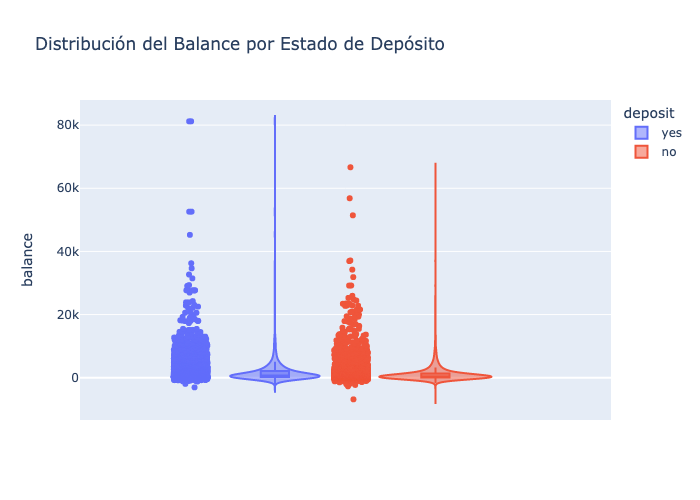 Distribución del Balance por Estado de Depósito
deposit
yes
no
balance
80k
60k
40k
20k
0